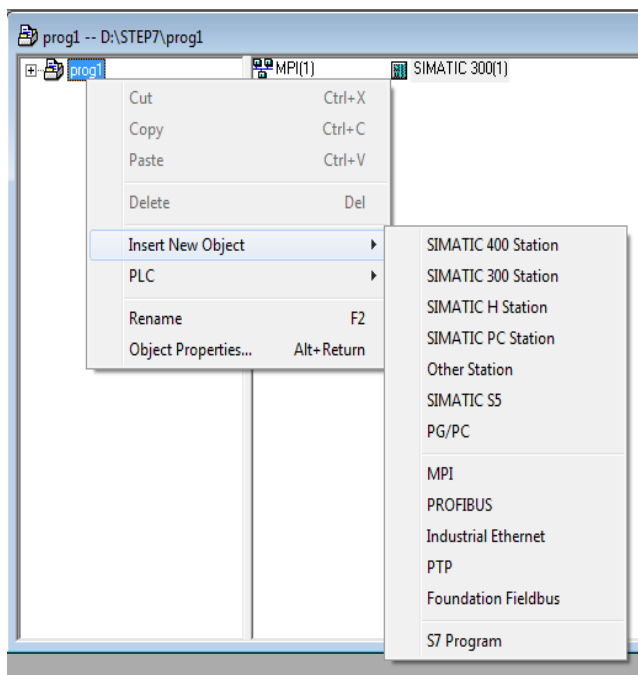 prog1 -- D:\STEP7\prog1
prog1
MPI(1)
SIMATIC 300(1)
Cut Ctrl+X
Copy Ctrl+C
Paste Ctrl+V
Delete Del
Insert New Object
PLC
Rename F2
Object Properties... Alt+Return
SIMATIC 400 Station
SIMATIC 300 Station
SIMATIC H Station
SIMATIC PC Station
Other Station
SIMATIC S5
PG/PC
MPI
PROFIBUS
Industrial Ethernet
PTP
Foundation Fieldbus
S7 Program